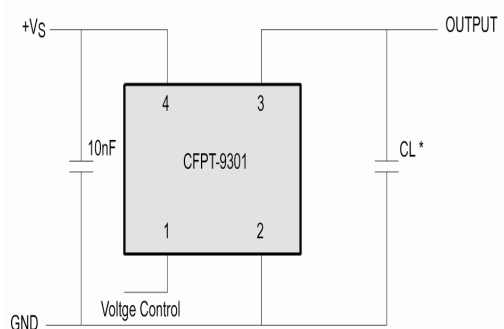 +VS
OUTPUT
4
3
10nF
CFPT-9301
CL *
1
2
Voltge Control
GND